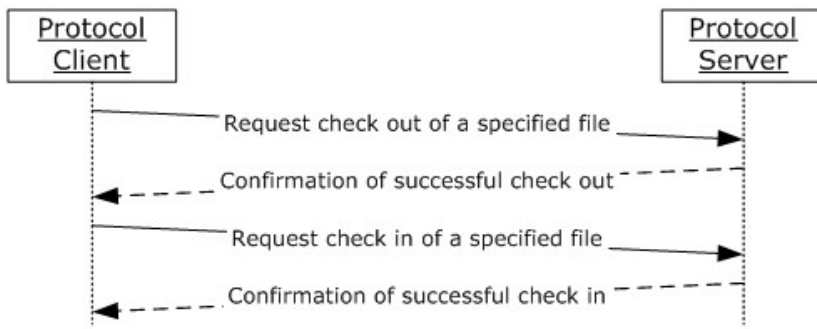 Protocol
Client
Protocol
Server
Request check out of a specified file
Confirmation of successful check out
Request check in of a specified file
Confirmation of successful check in